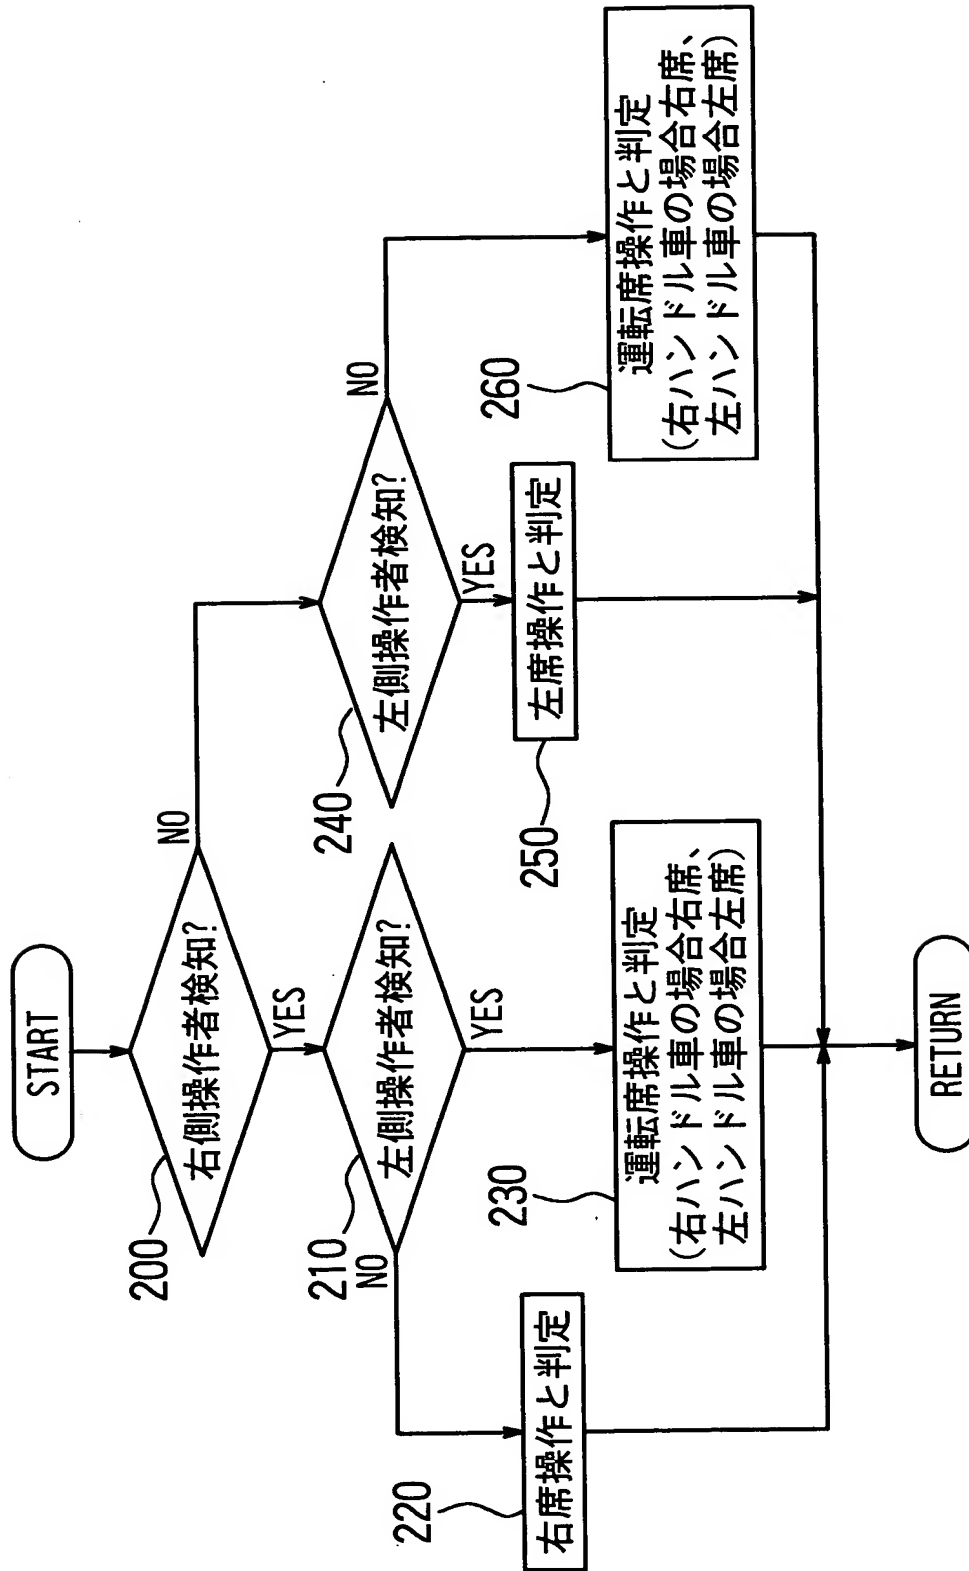 START
200
右側操作者検知?
NO
YES
210
左側操作者検知?
NO
YES
240
左側操作者検知?
NO
YES
220
右席操作と判定
230
運転席操作と判定
(右ハンドル車の場合右席、
左ハンドル車の場合左席)
250
左席操作と判定
260
運転席操作と判定
(右ハンドル車の場合右席、
左ハンドル車の場合左席)
RETURN